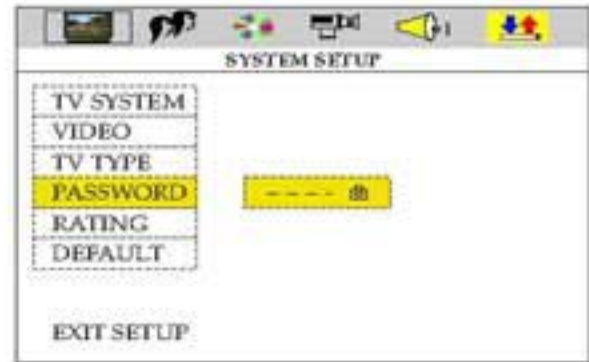 SYSTEM SETUP
TV SYSTEM
VIDEO
TV TYPE
PASSWORD
- - - -
RATING
DEFAULT
EXIT SETUP